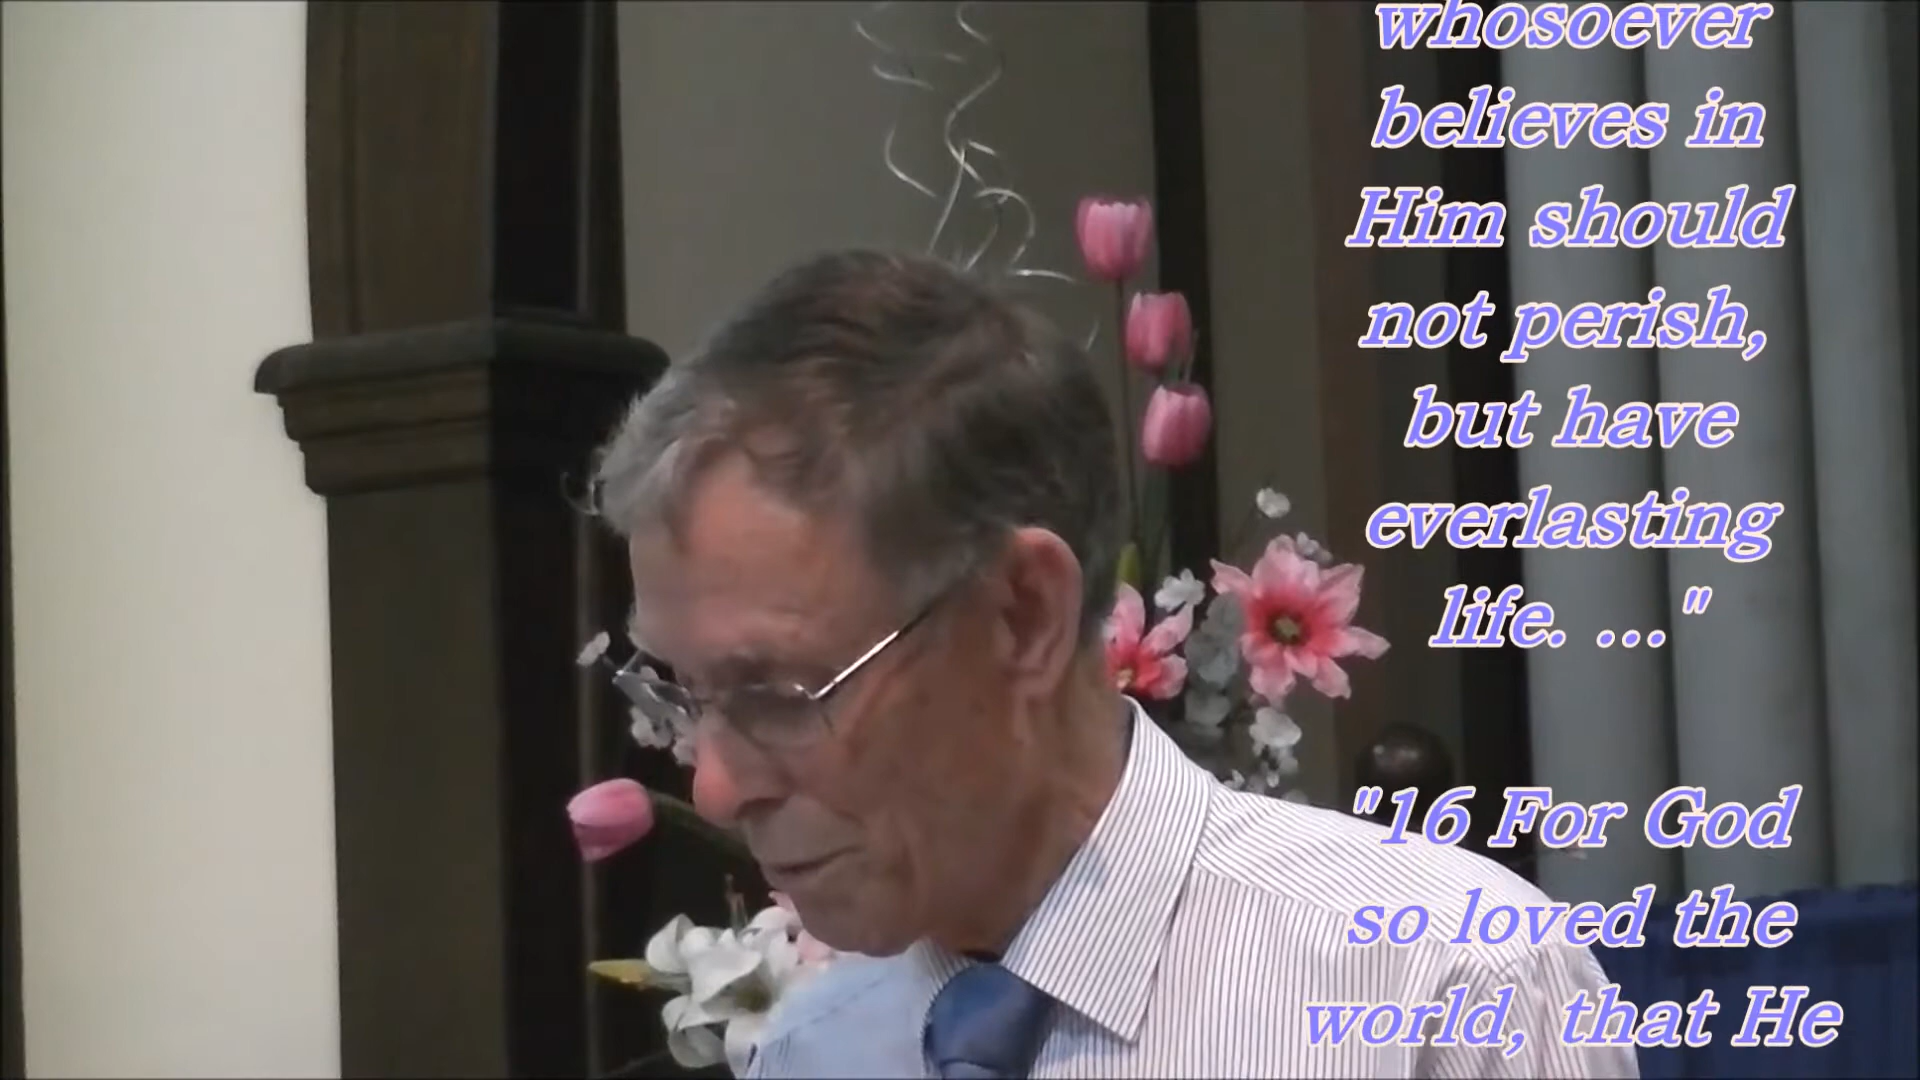 whosoever
believes in
Him should
not perish,
but have
everlasting
life. ..."
"16 For God
so loved the
world, that He